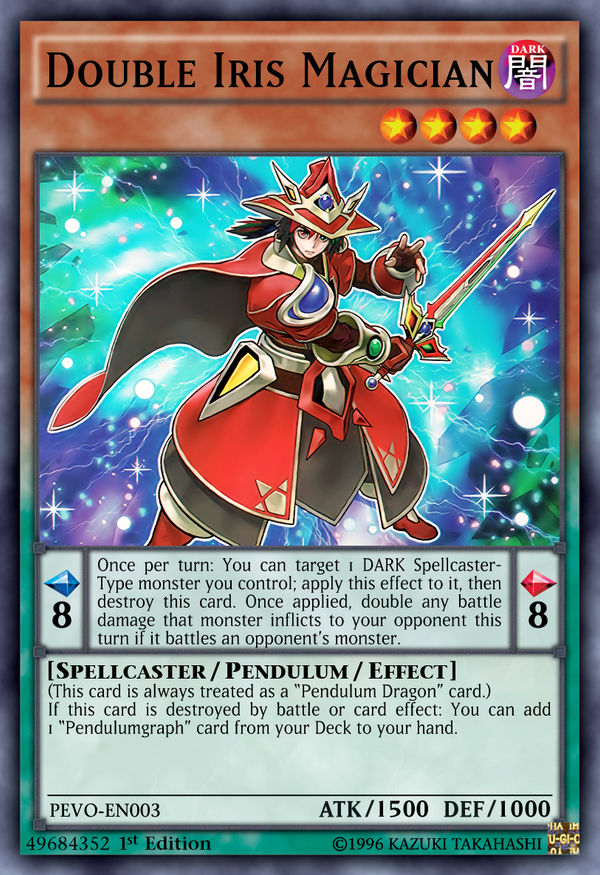 DOUBLE IRIS MAGICIAN
DARK
闇
Once per turn: You can target 1 DARK Spellcaster-
Type monster you control; apply this effect to it, then
destroy this card. Once applied, double any battle
damage that monster inflicts to your opponent this
turn if it battles an opponent's monster.
8
8
[SPELLCASTER / PENDULUM / EFFECT]
(This card is always treated as a "Pendulum Dragon" card.)
If this card is destroyed by battle or card effect: You can add
1 "Pendulumgraph" card from your Deck to your hand.
PEVO-EN003
ATK/1500 DEF/1000
49684352 1st Edition
©1996 KAZUKI TAKAHASHI